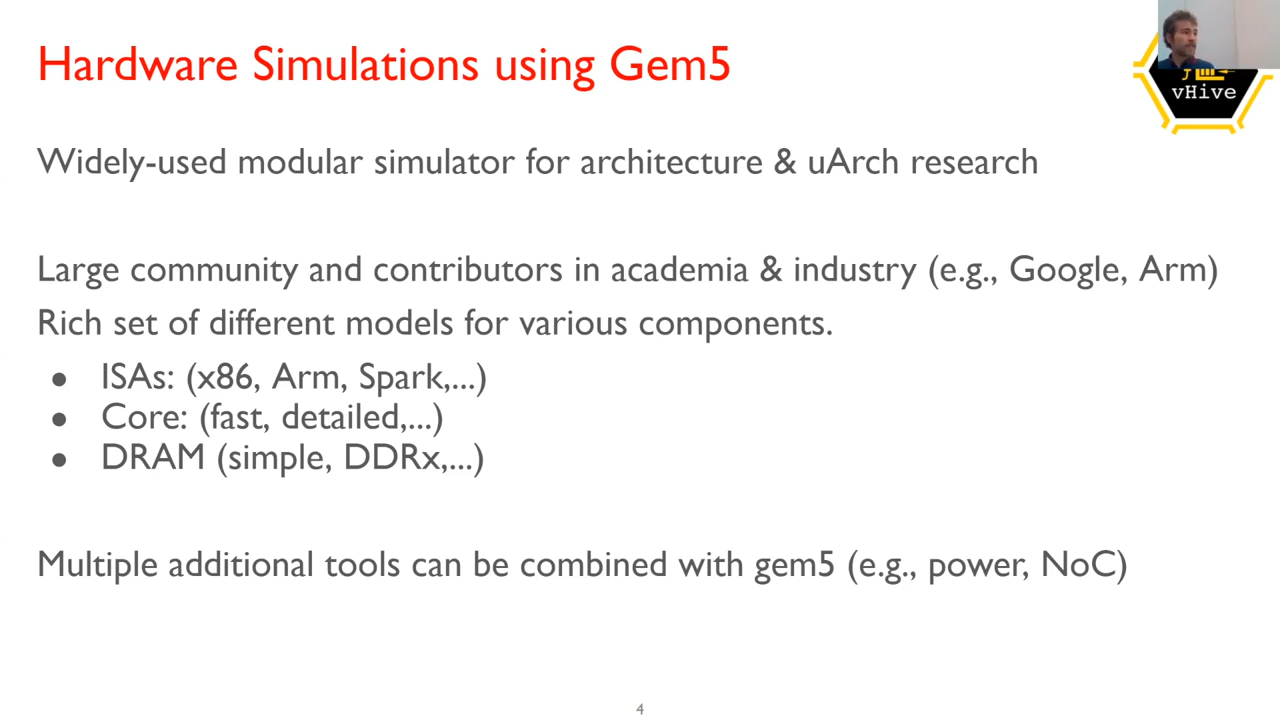 Hardware Simulations using Gem5
vHive
Widely-used modular simulator for architecture & uArch research
Large community and contributors in academia & industry (e.g., Google, Arm)
Rich set of different models for various components.
● ISAs: (x86, Arm, Spark,...)
● Core: (fast, detailed,...)
● DRAM (simple, DDRx,...)
Multiple additional tools can be combined with gem5 (e.g., power, NoC)
4